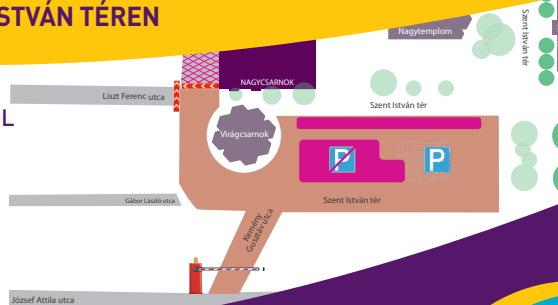 STVÁN TÉREN
Nagytemplom
Szent István tér
NAGYCSARNOK
Liszt Ferenc utca
Szent István tér
L
Virágcsarnok
P
P
Gábor László utca
Szent István tér
Kemény
Gusztáv utca
József Attila utca